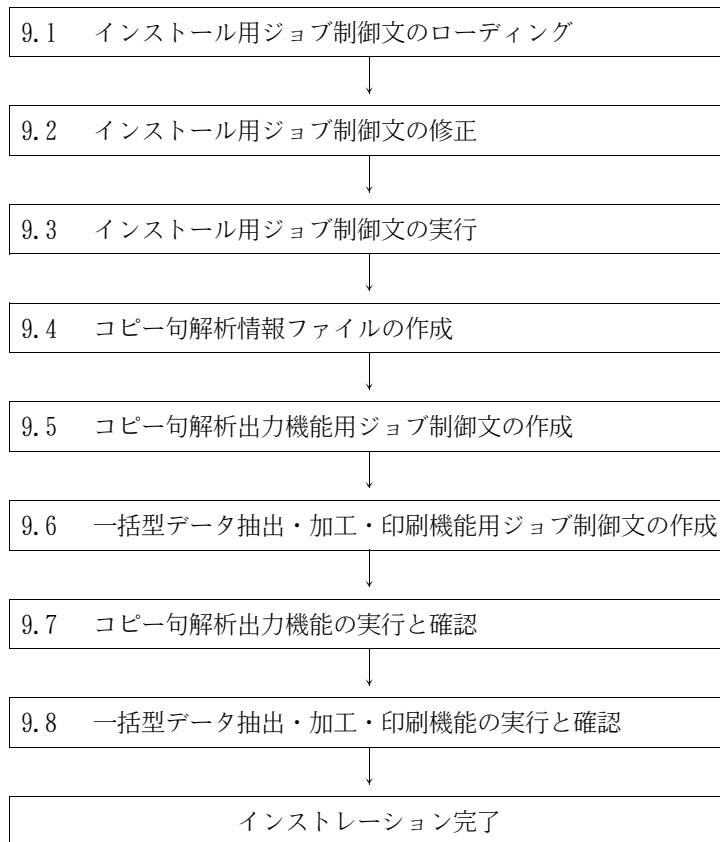 9.1 インストール用ジョブ制御文のローディング
9.2 インストール用ジョブ制御文の修正
9.3 インストール用ジョブ制御文の実行
9.4 コピー句解析情報ファイルの作成
9.5 コピー句解析出力機能用ジョブ制御文の作成
9.6 一括型データ抽出・加工・印刷機能用ジョブ制御文の作成
9.7 コピー句解析出力機能の実行と確認
9.8 一括型データ抽出・加工・印刷機能の実行と確認
インストレーション完了